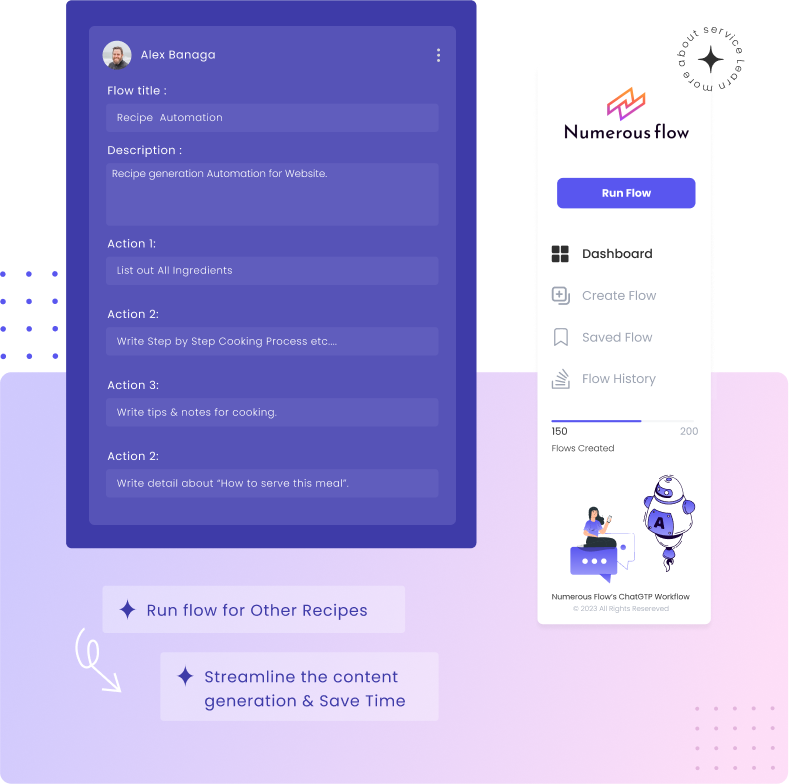 Alex Banaga
Flow title :
Recipe  Automation
Description :
Recipe generation Automation for Website.
Action 1:
List out All Ingredients
Action 2:
Write Step by Step Cooking Process etc....
Action 3:
Write tips & notes for cooking.
Action 2:
Write detail about “How to serve this meal”.
Run flow for Other Recipes
Streamline the content
generation & Save Time
Learn more about service
Numerous flow
Run Flow
Dashboard
Create Flow
Saved Flow
Flow History
150
200
Flows Created
A
Numerous Flow's ChatGTP Workflow
© 2023 All Rights Resereved